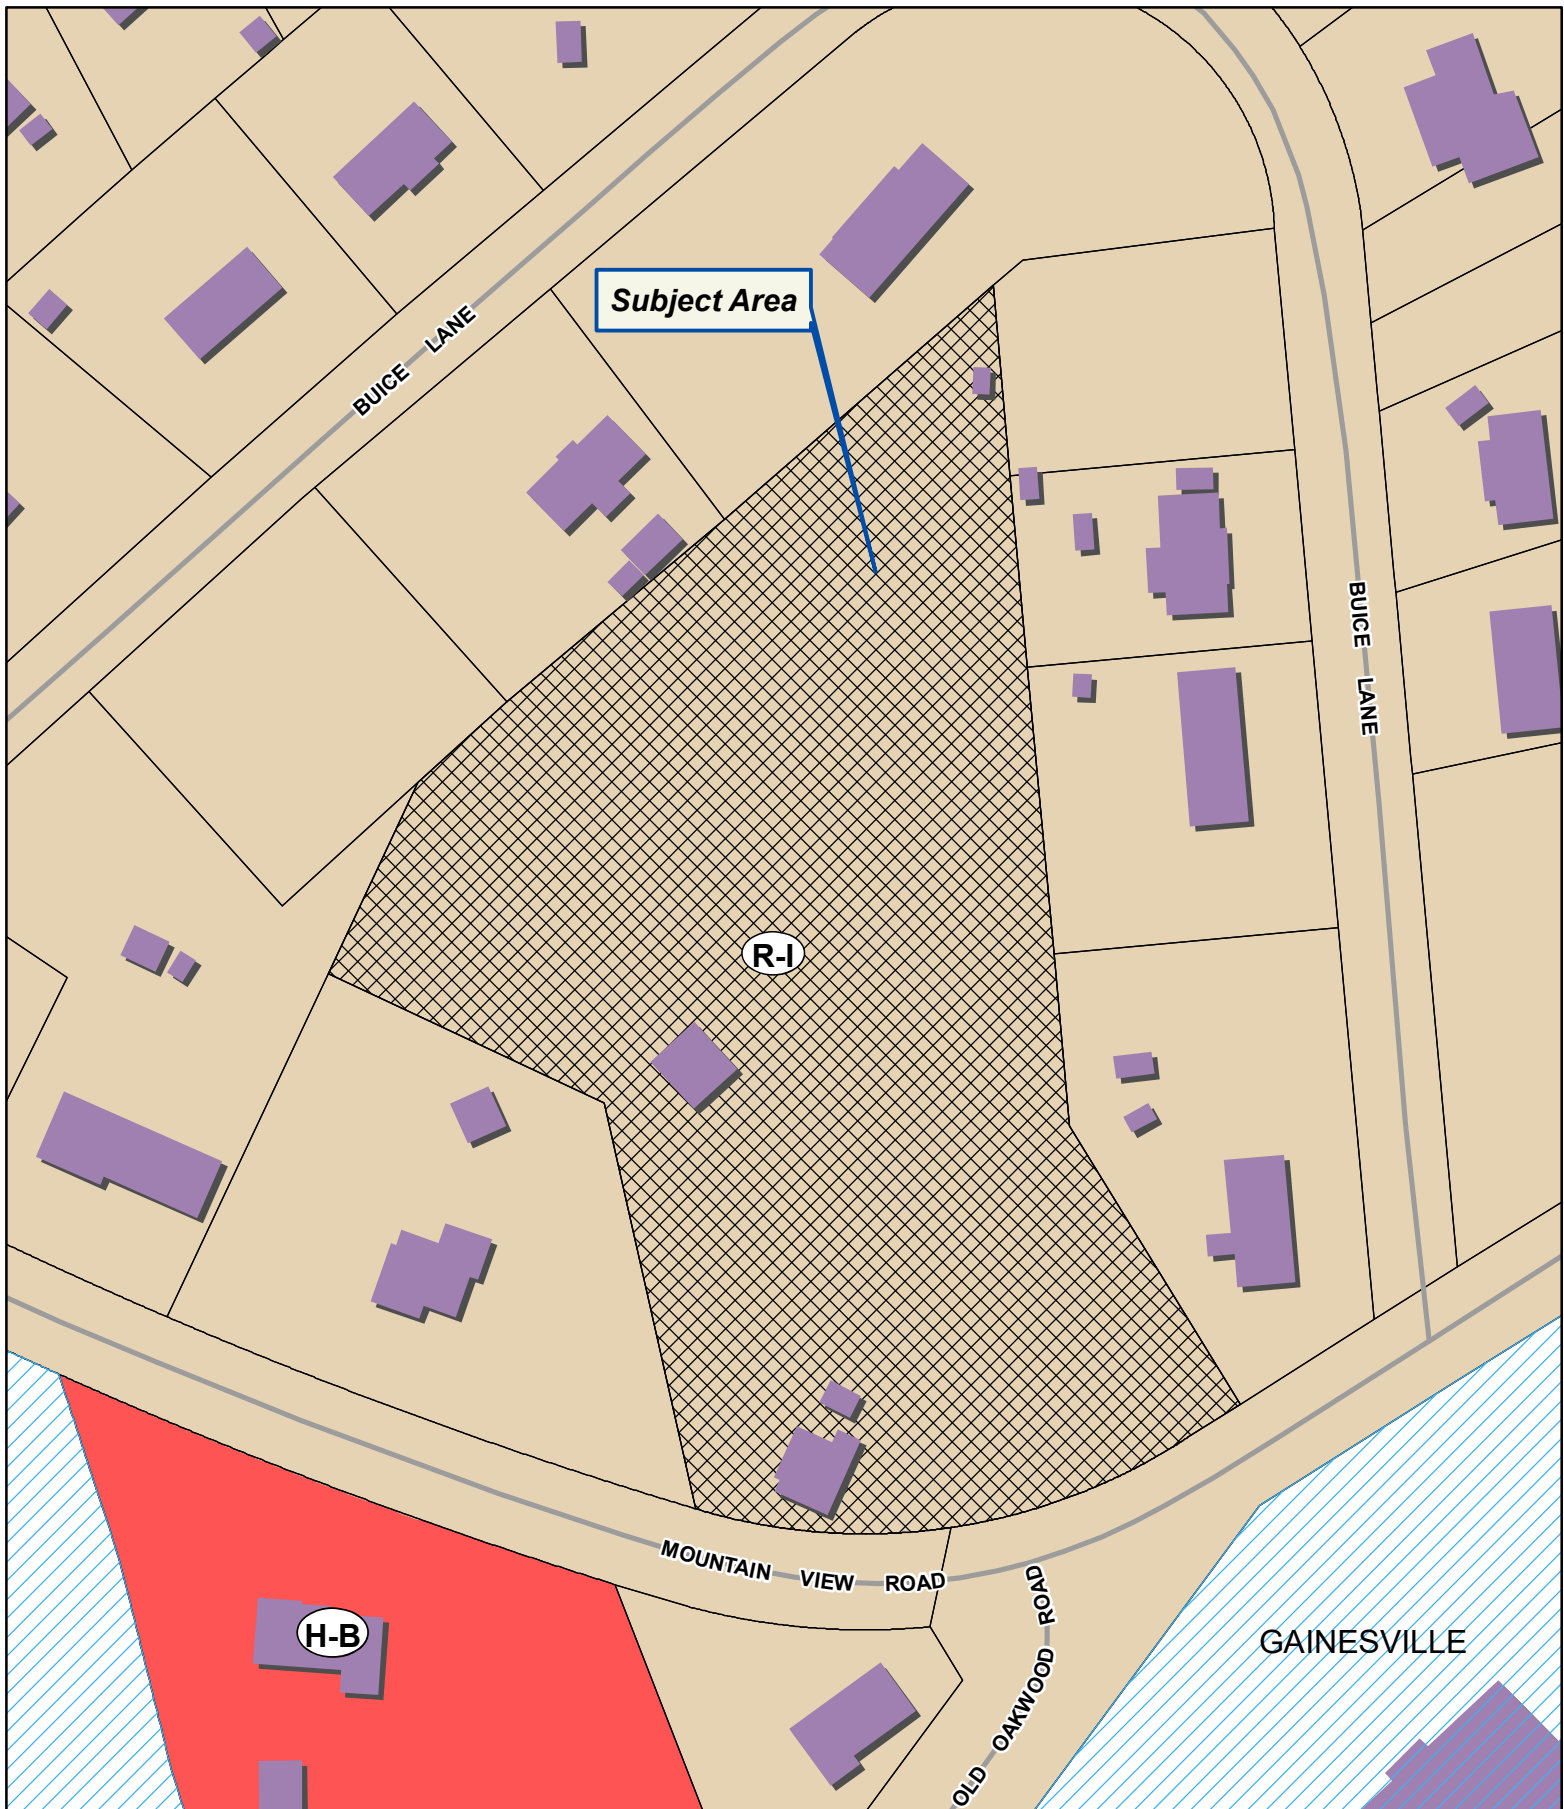 Subject Area
BUICE LANE
BUICE LANE
R-I
MOUNTAIN VIEW ROAD
OLD OAKWOOD ROAD
H-B
GAINESVILLE